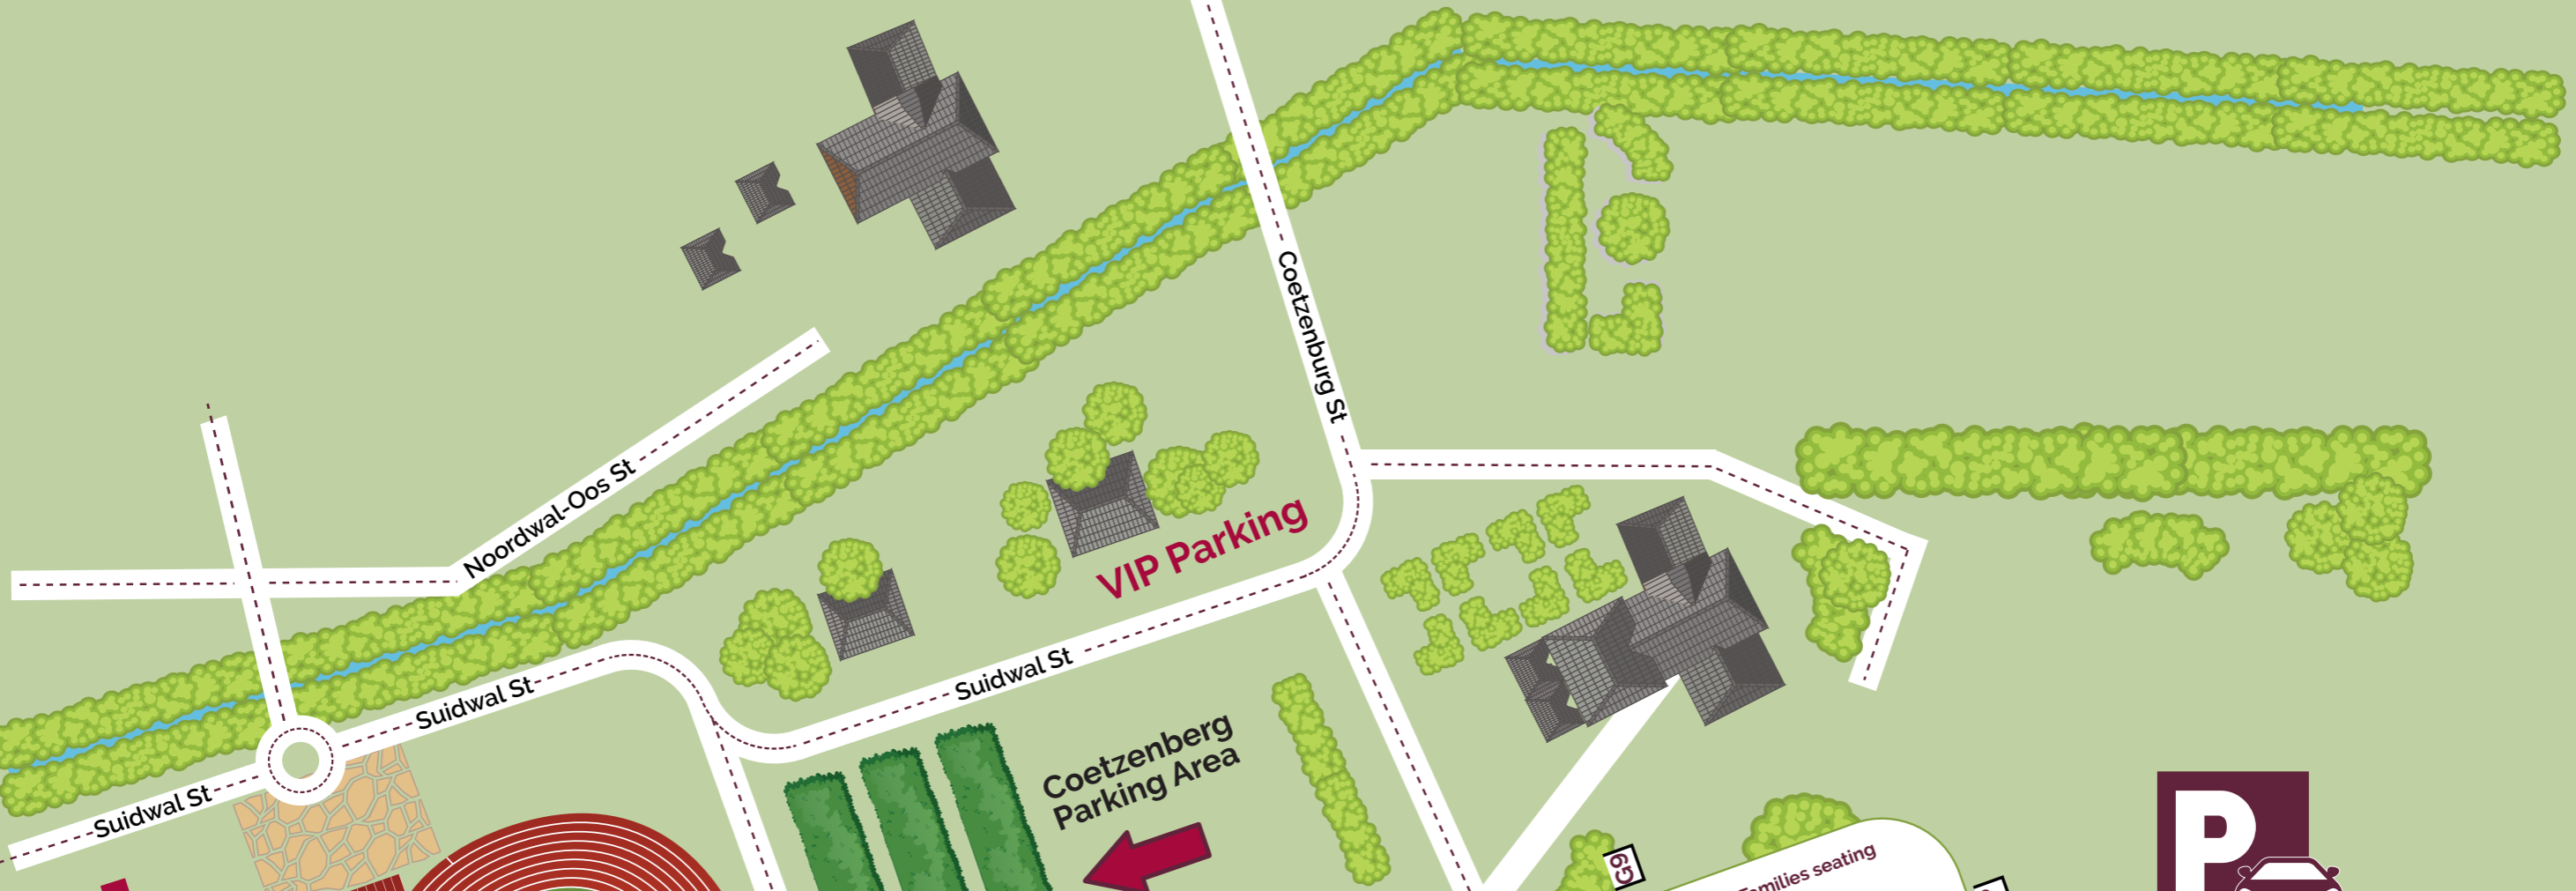 Coetzenburg St
Noordwal-Oos St
VIP Parking
Suidwal St
Suidwal St
Suidwal St
Coetzenberg
Parking Area
G9
Families seating
P